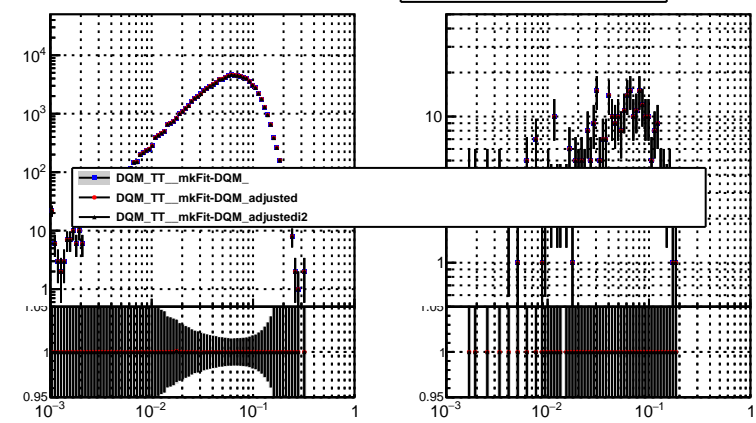 10⁴
10³
10²
10
1
1.05
1
0.95
10⁻³ 10⁻² 10⁻¹ 1
DQM_TT__mkFit-DQM_
DQM_TT__mkFit-DQM_adjusted
DQM_TT__mkFit-DQM_adjustedi2
10
1
1.05
1
0.95
10⁻³ 10⁻² 10⁻¹ 1